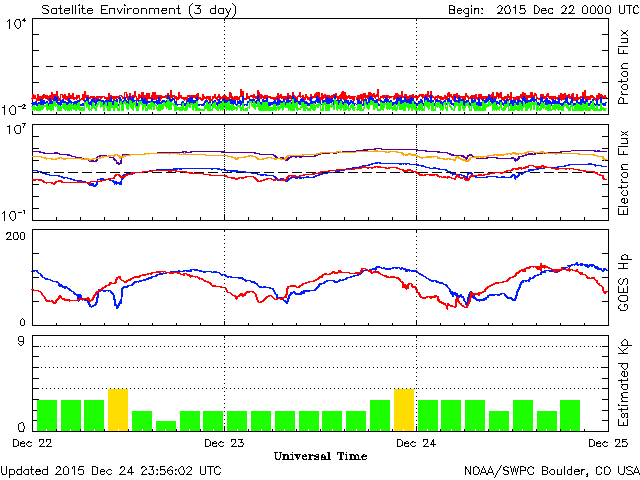 Satellite Environment (3 day) Begin: 2015 Dec 22 0000 UTC
10^4
Proton Flux
10^-2
10^7
Electron Flux
10^-1
200
GOES Hp
0
9
Estimated Kp
0
Dec 22 Dec 23 Dec 24 Dec 25
Universal Time
Updated 2015 Dec 24 23:56:02 UTC NOAA/SWPC Boulder, CO USA